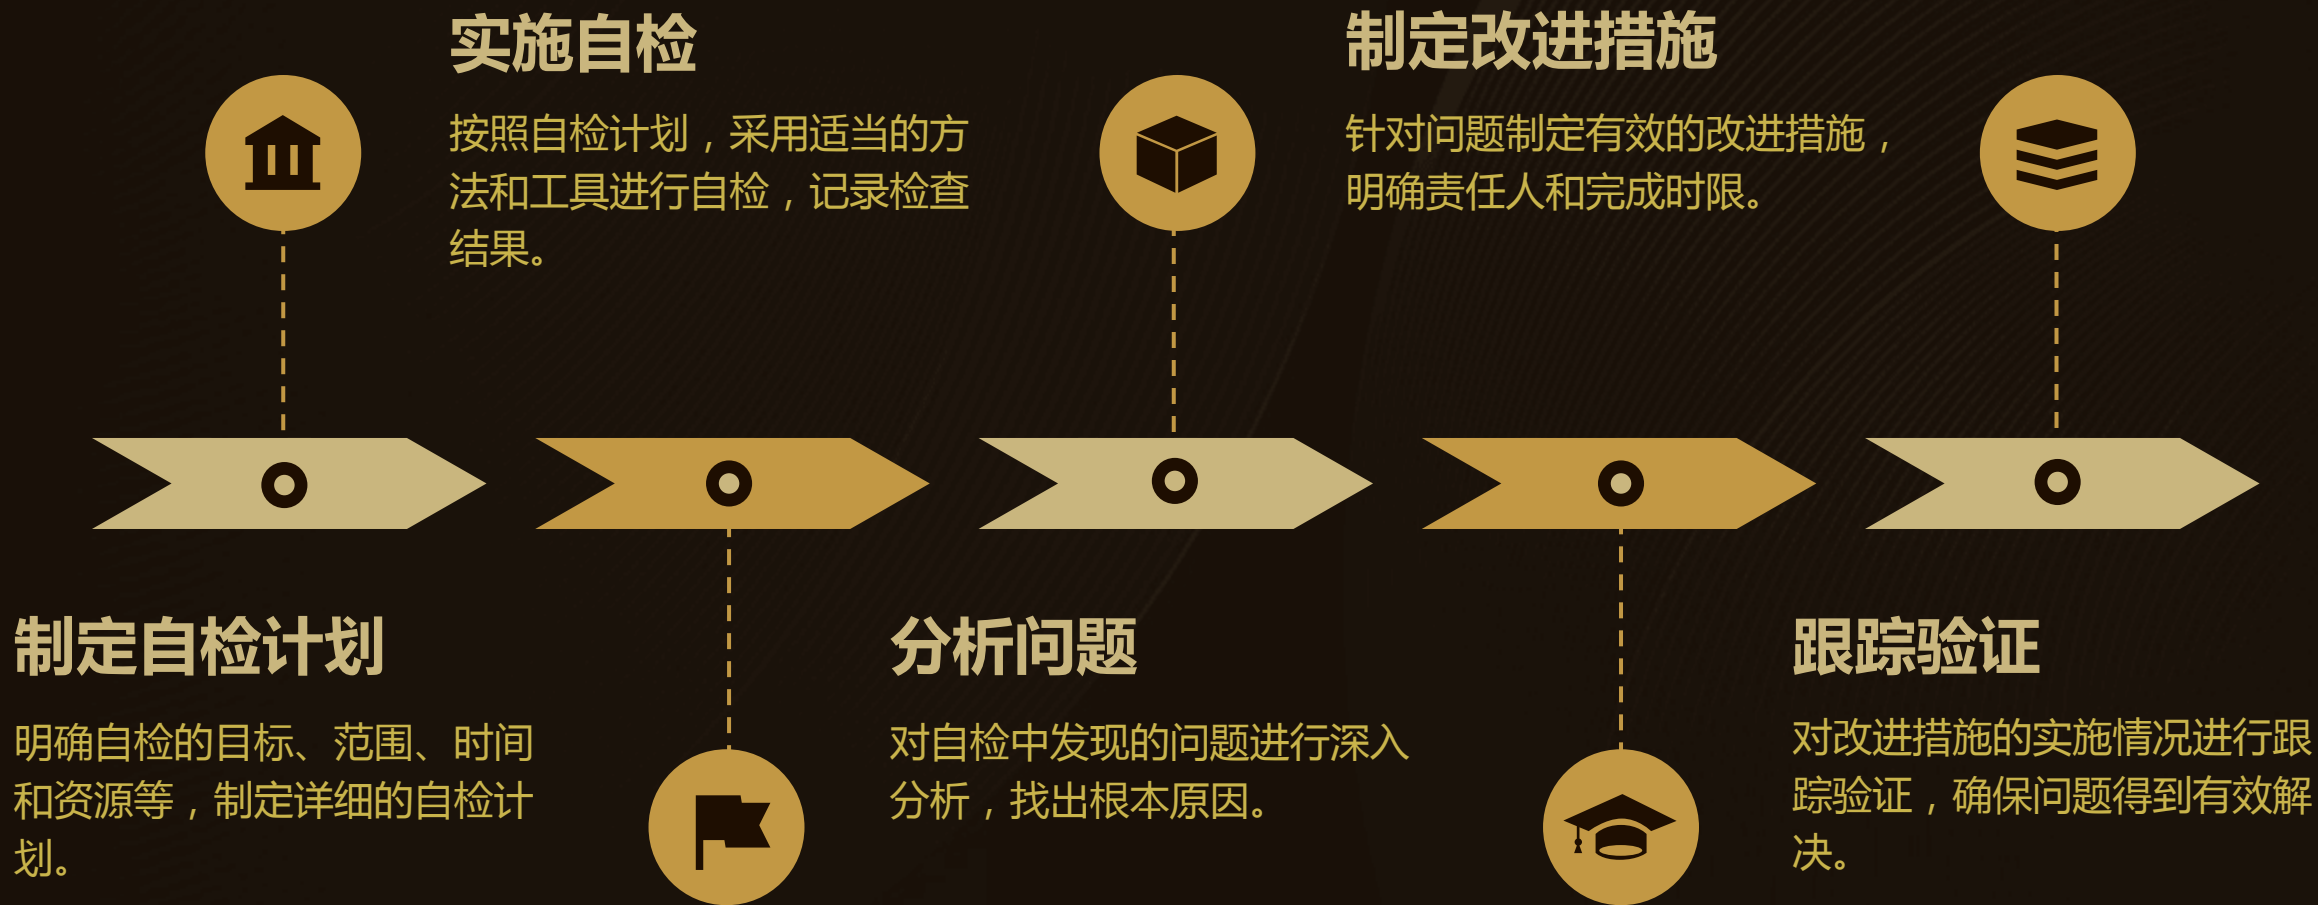 制定自检计划
明确自检的目标、范围、时间
和资源等，制定详细的自检计
划。
实施自检
按照自检计划，采用适当的方
法和工具进行自检，记录检查
结果。
分析问题
对自检中发现的问题进行深入
分析，找出根本原因。
制定改进措施
针对问题制定有效的改进措施，
明确责任人和完成时限。
跟踪验证
对改进措施的实施情况进行跟
踪验证，确保问题得到有效解
决。